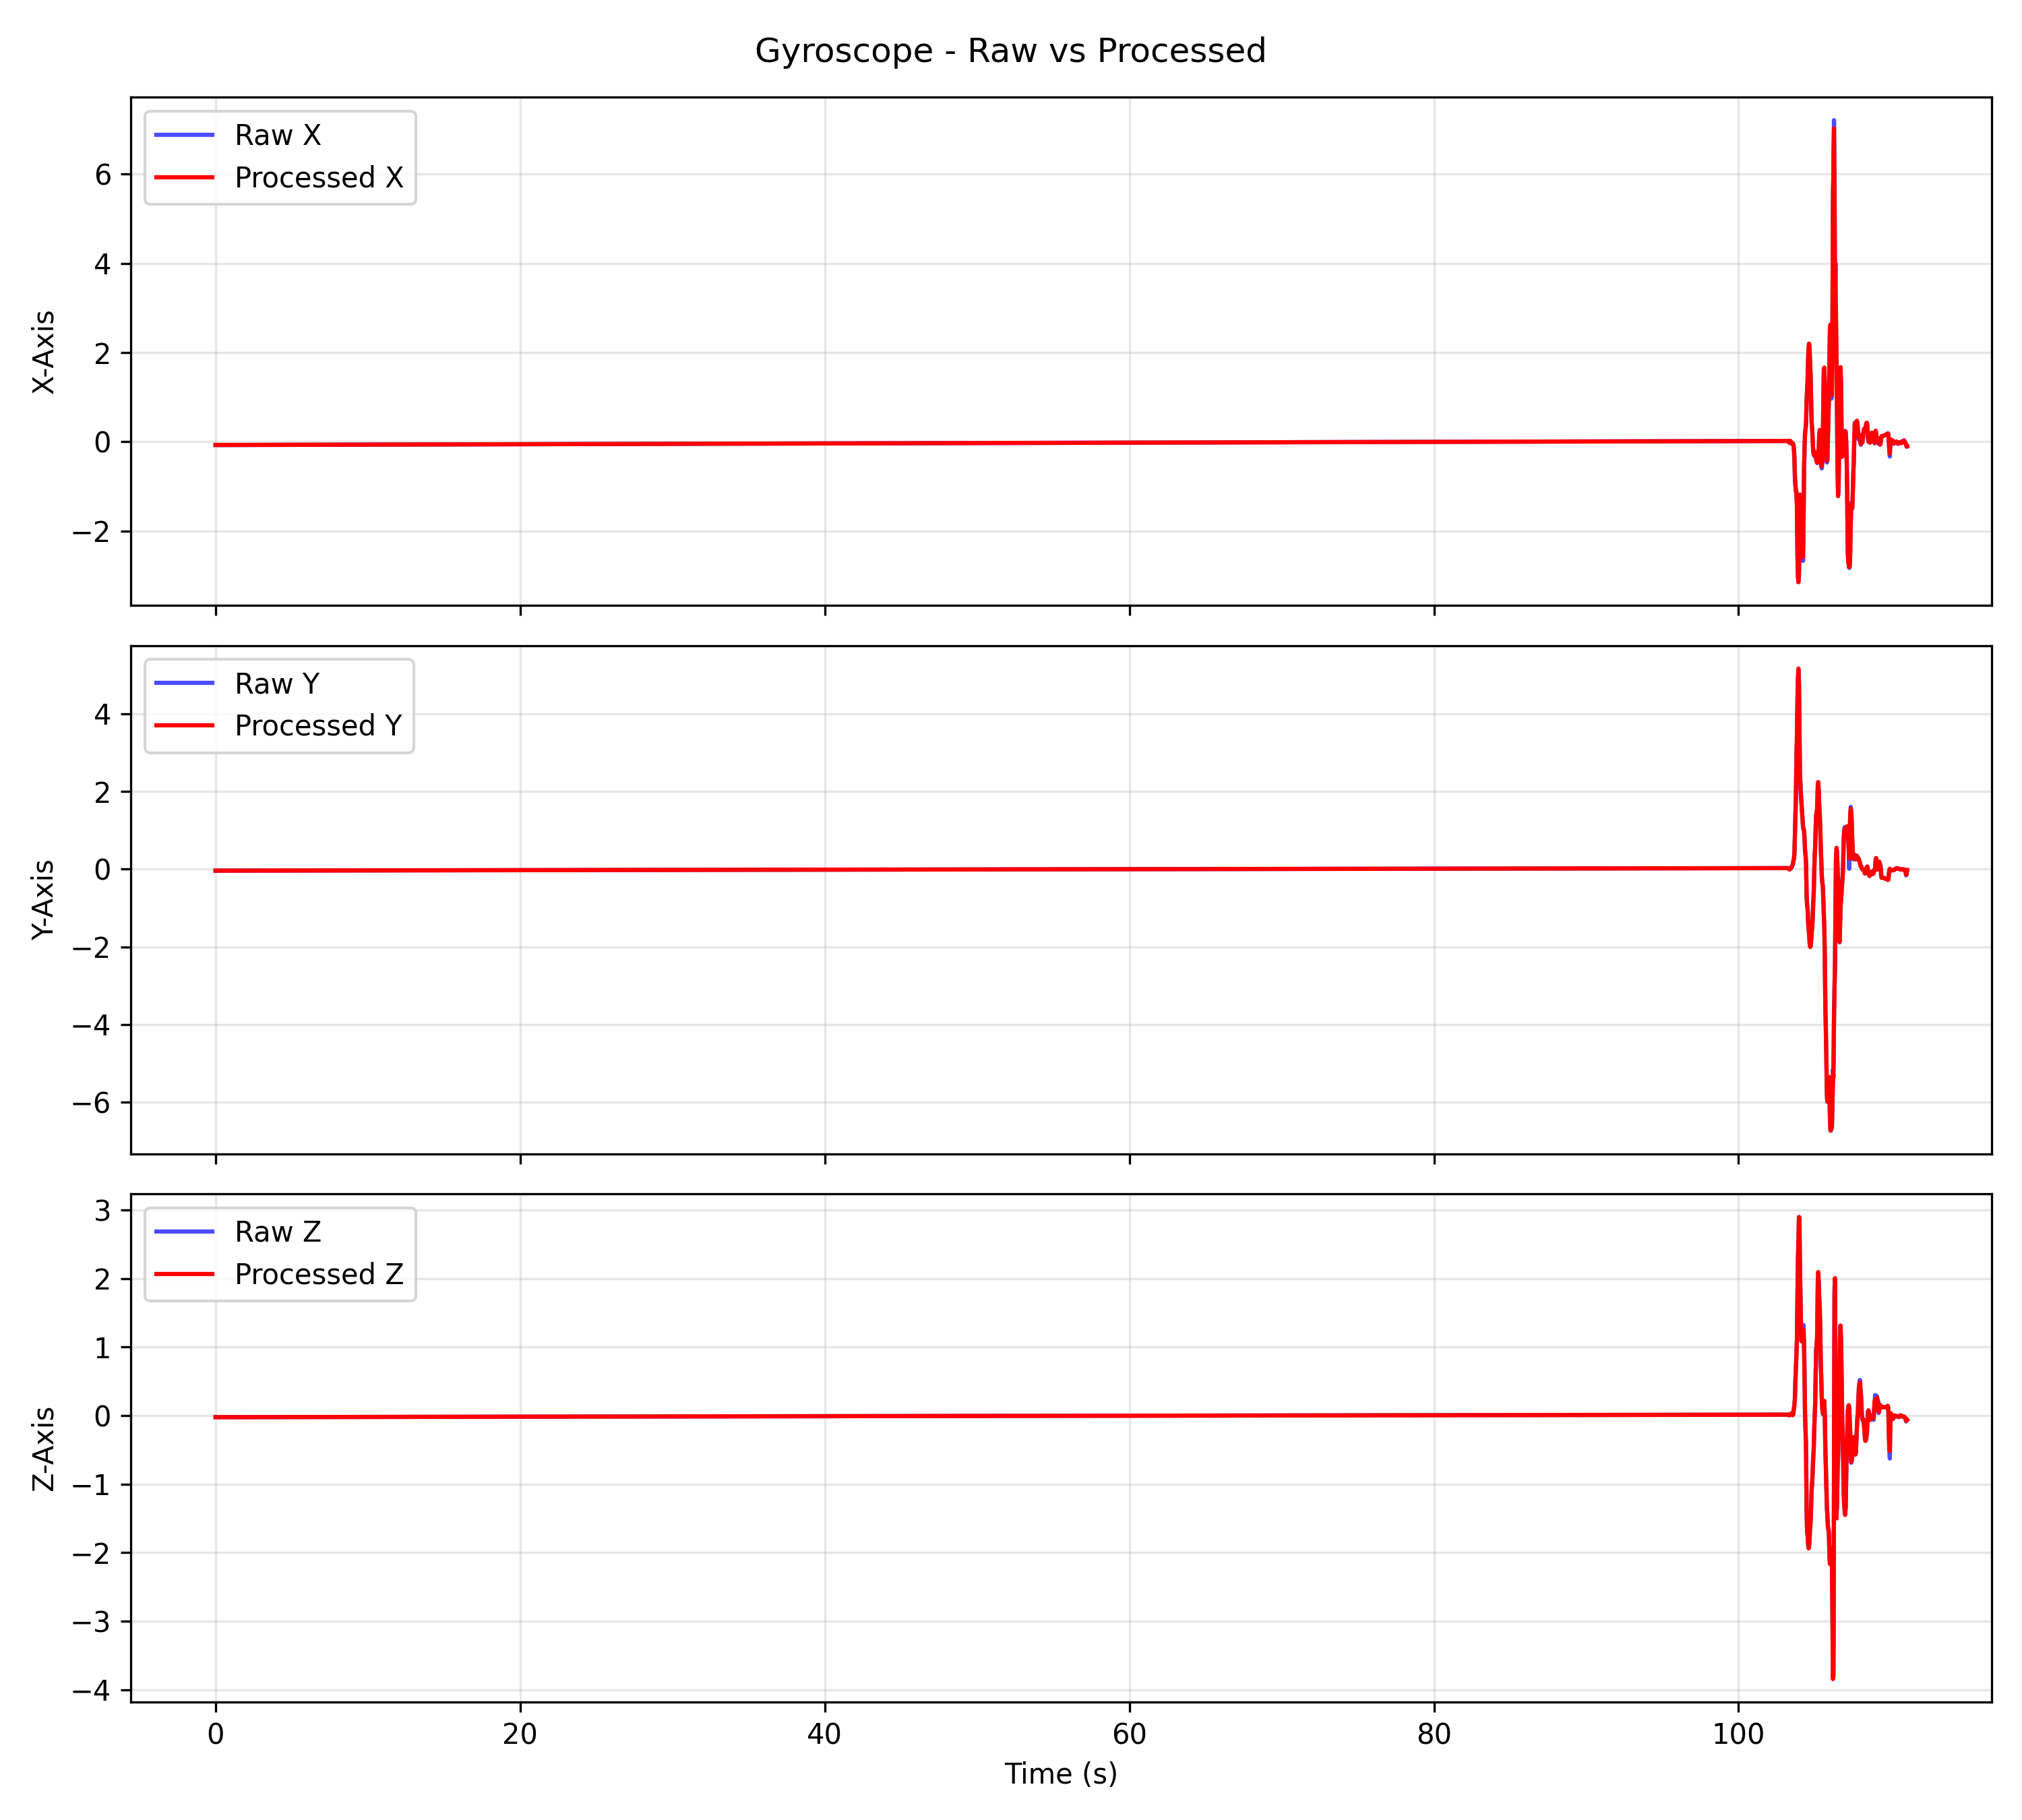 Gyroscope - Raw vs Processed
Raw X
Processed X
6
4
2
0
−2
X-Axis
Raw Y
Processed Y
4
2
0
−2
−4
−6
Y-Axis
Raw Z
Processed Z
3
2
1
0
−1
−2
−3
−4
Z-Axis
0 20 40 60 80 100
Time (s)